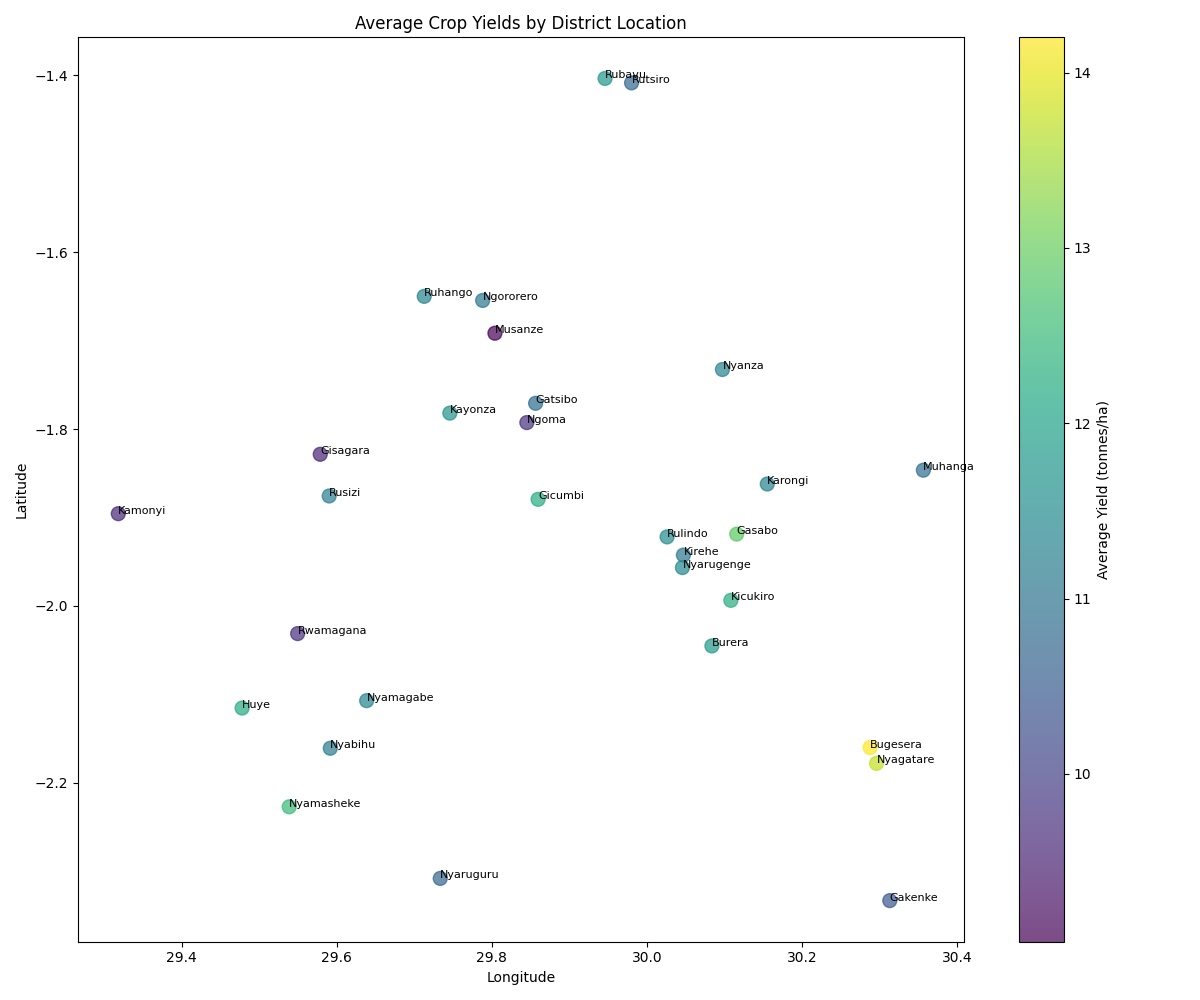 Average Crop Yields by District Location
Rubavu
Rutsiro
Ruhango
Ngororero
Musanze
Nyanza
Gatsibo
Kayonza
Ngoma
Gisagara
Muhanga
Karongi
Rusizi
Gicumbi
Kamonyi
Gasabo
Rulindo
Kirehe
Nyarugenge
Kicukiro
Rwamagana
Burera
Nyamagabe
Huye
Nyabihu
Bugesera
Nyagatare
Nyamasheke
Nyaruguru
Gakenke
−1.4
−1.6
−1.8
−2.0
−2.2
Latitude
29.4 29.6 29.8 30.0 30.2 30.4
Longitude
14
13
12
11
10
Average Yield (tonnes/ha)